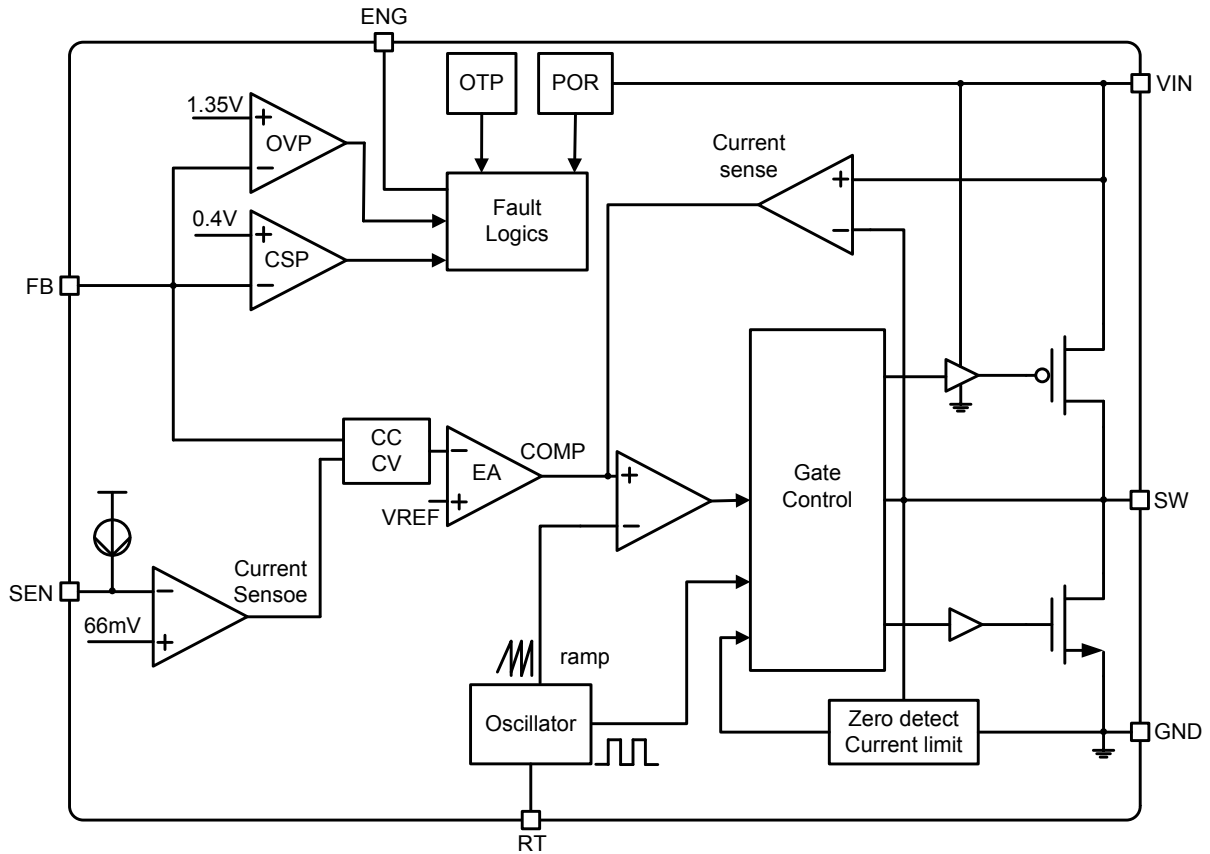 ENG
OTP
POR
VIN
1.35V
+
OVP
−
Current
sense
+
−
Fault
Logics
0.4V
+
CSP
−
FB
CC
CV
−
EA
+
COMP
VREF
+
−
Gate
Control
SW
SEN
−
66mV
+
Current
Sensoe
ramp
Oscillator
Zero detect
Current limit
GND
RT